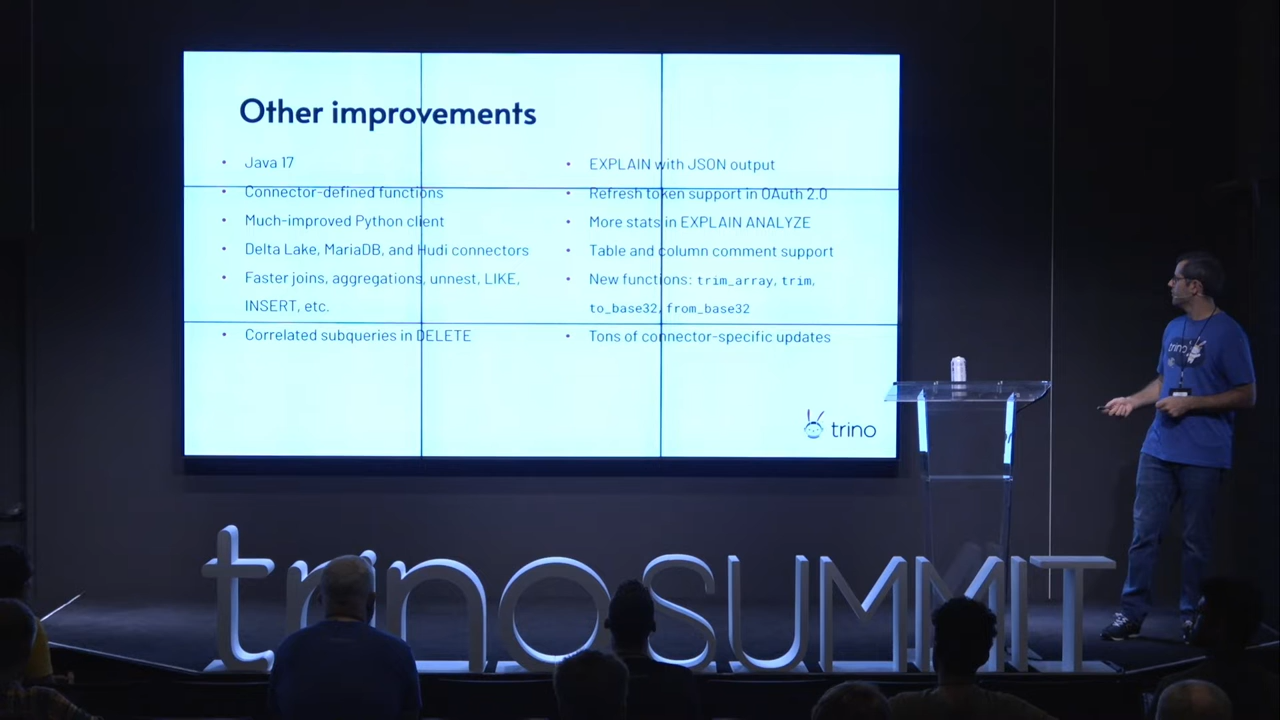 Other improvements
• Java 17
• Connector-defined functions
• Much-improved Python client
• Delta Lake, MariaDB, and Hudi connectors
• Faster joins, aggregations, unnest, LIKE,
INSERT, etc.
• Correlated subqueries in DELETE
• EXPLAIN with JSON output
• Refresh token support in OAuth 2.0
• More stats in EXPLAIN ANALYZE
• Table and column comment support
• New functions: trim_array, trim,
to_base32, from_base32
• Tons of connector-specific updates
trino
trino
trinoSUMMIT